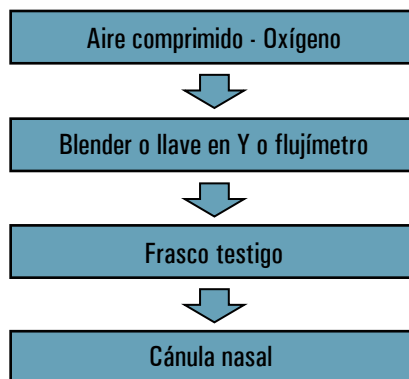 Aire comprimido - Oxígeno
Blender o llave en Y o flujímetro
Frasco testigo
Cánula nasal